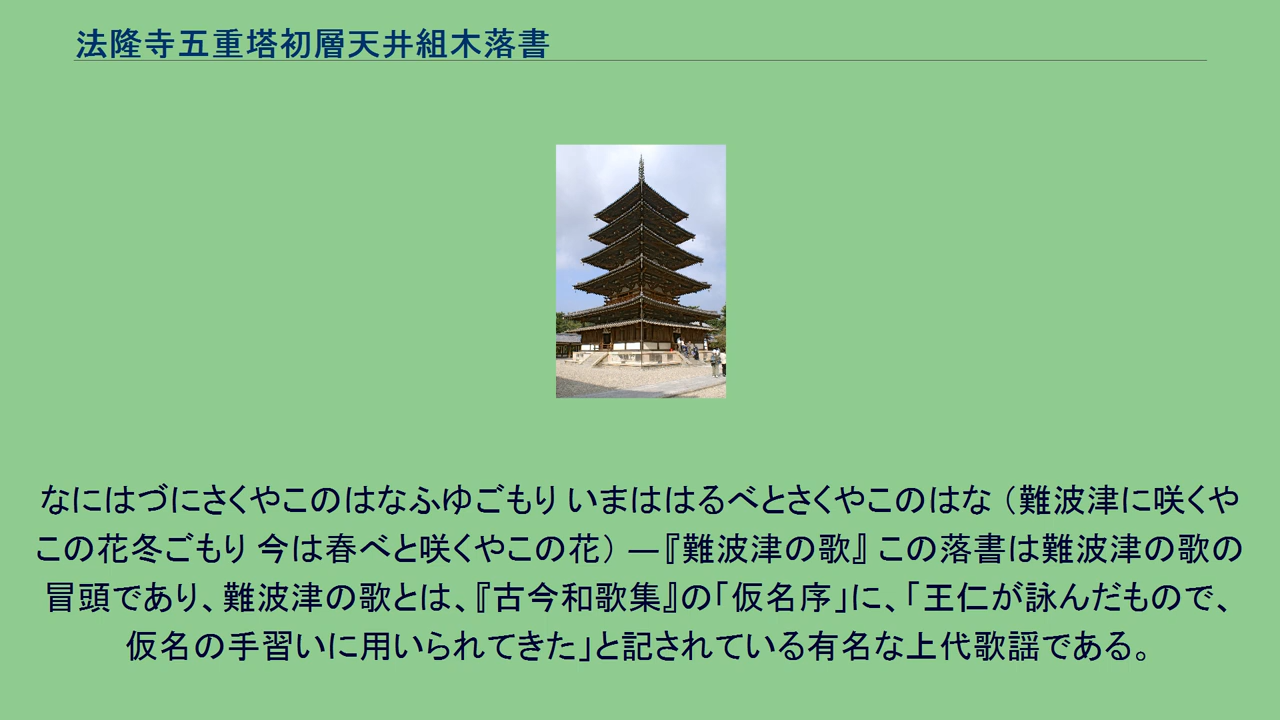 法隆寺五重塔初層天井組木落書
なにはづにさくやこのはなふゆごもり いまははるべとさくやこのはな（難波津に咲くや
この花冬ごもり 今は春べと咲くやこの花） ―『難波津の歌』 この落書は難波津の歌の
冒頭であり、難波津の歌とは、『古今和歌集』の「仮名序」に、「王仁が詠んだもので、
仮名の手習いに用いられてきた」と記されている有名な上代歌謡である。